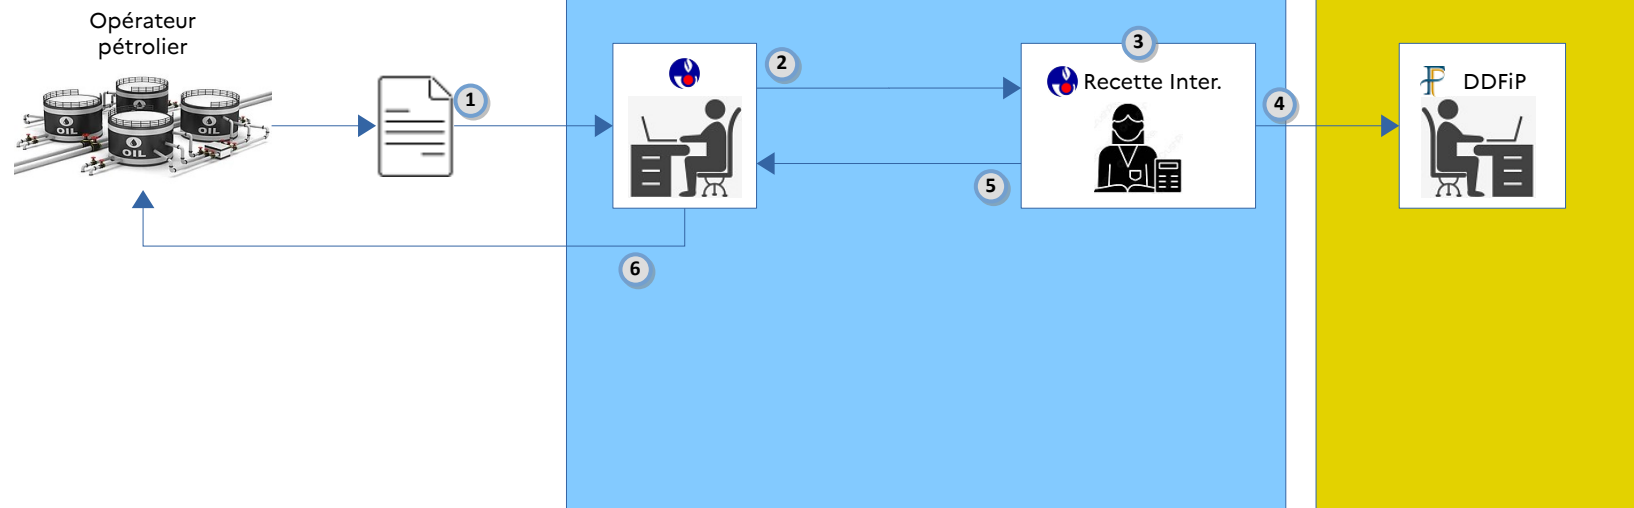 Opérateur
pétrolier
OIL
OIL
OIL
1
2
3
Recette Inter.
4
DDFiP
5
6